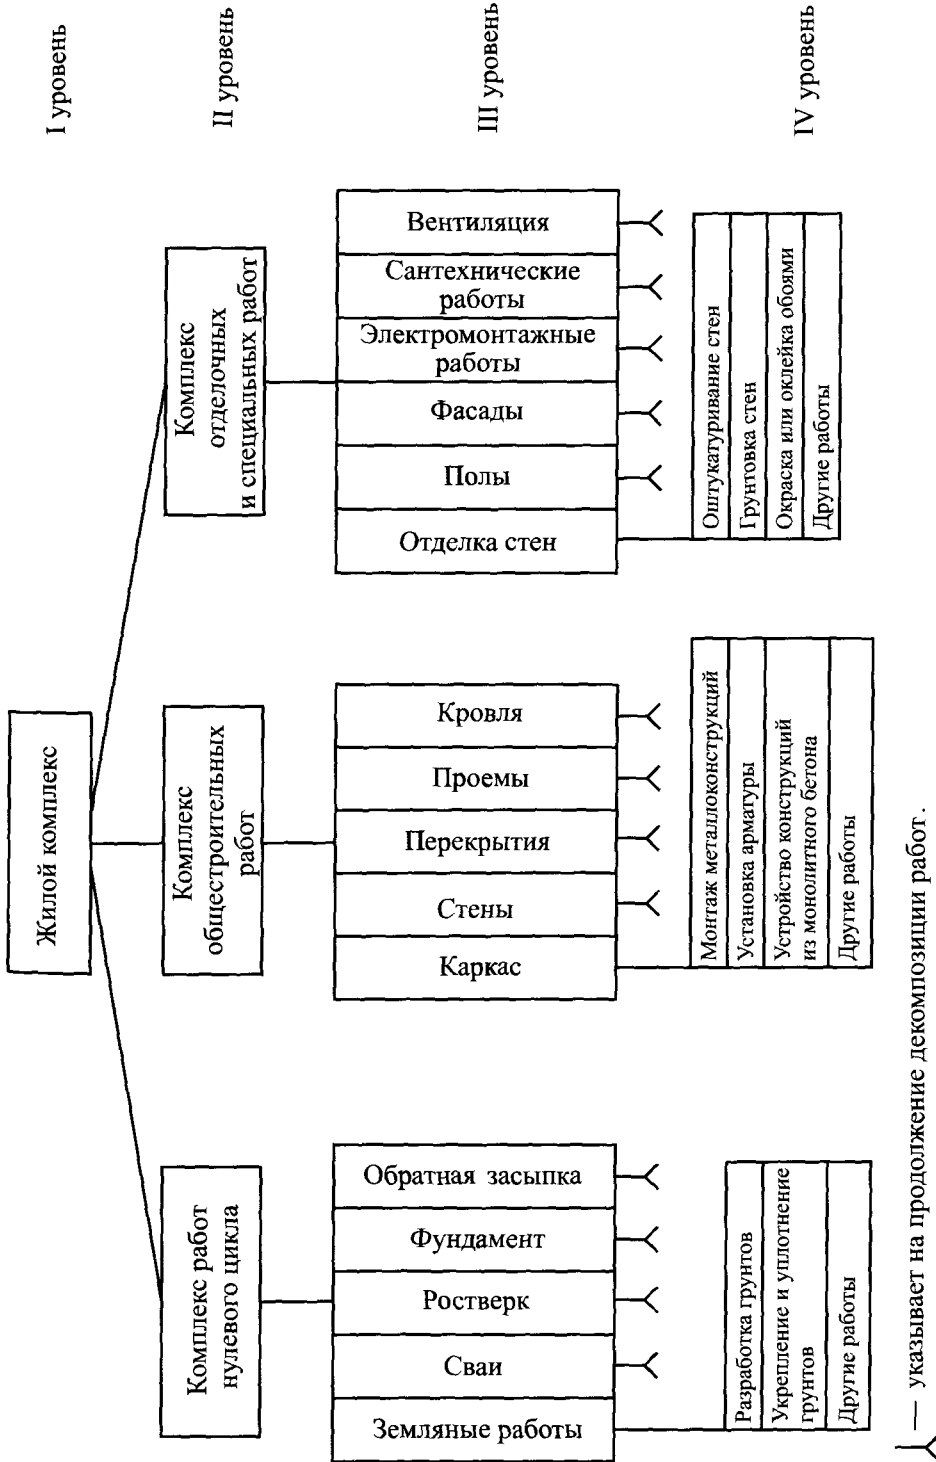 I уровень
II уровень
III уровень
IV уровень
Жилой комплекс
Комплекс работ
нулевого цикла
Комплекс
общестроительных
работ
Комплекс
отделочных
и специальных работ
Земляные работы
Сваи
Ростверк
Фундамент
Обратная засыпка
Каркас
Стены
Перекрытия
Проемы
Кровля
Отделка стен
Полы
Фасады
Электромонтажные
работы
Сантехнические
работы
Вентиляция
Разработка грунтов
Укрепление и уплотнение
грунтов
Другие работы
Монтаж металлоконструкций
Установка арматуры
Устройство конструкций
из монолитного бетона
Другие работы
Оштукатуривание стен
Грунтовка стен
Окраска или оклейка обоями
Другие работы
— указывает на продолжение декомпозиции работ.